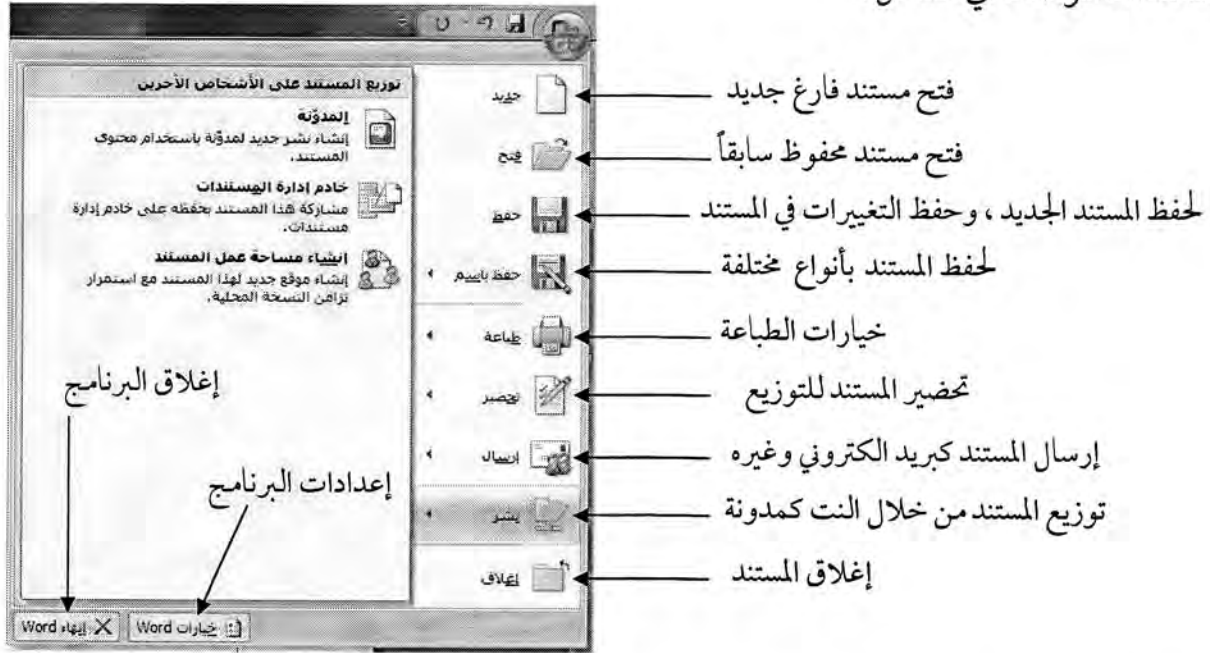 جديد
فتح مستند فارغ جديد
فتح
فتح مستند محفوظ سابقاً
حفظ
لحفظ المستند الجديد ، وحفظ التغييرات في المستند
حفظ باسم
لحفظ المستند بأنواع مختلفة
طباعة
خيارات الطباعة
تحضير
تحضير المستند للتوزيع
إرسال
إرسال المستند كبريد الكتروني وغيره
نشر
توزيع المستند من خلال النت كمدونة
إغلاق
إغلاق المستند
توزيع المستند على الأشخاص الآخرين
المدوّنة
إنشاء نشر جديد لمدوّنة باستخدام محتوى
المستند.
خادم إدارة المستندات
مشاركة هذا المستند بحفظه على خادم إدارة
مستندات.
إنشاء مساحة عمل المستند
إنشاء موقع جديد لهذا المستند مع استمرار
تزامن النسخة المحلية.
إغلاق البرنامج
إعدادات البرنامج
خيارات Word
إنهاء Word